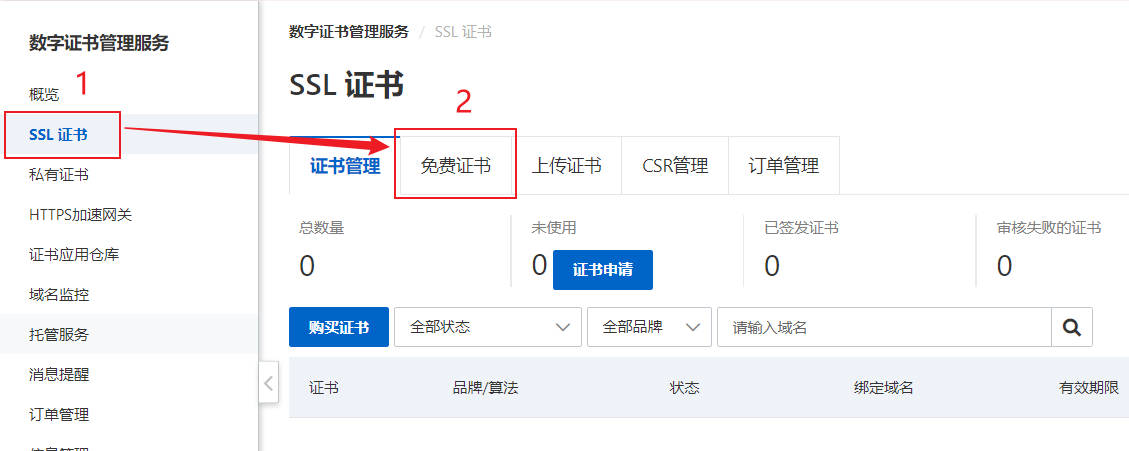 数字证书管理服务
1
概览
SSL 证书
私有证书
HTTPS加速网关
证书应用仓库
域名监控
托管服务
消息提醒
订单管理
信息管理
数字证书管理服务 / SSL 证书
SSL 证书
2
证书管理 免费证书 上传证书 CSR管理 订单管理
总数量 未使用 已签发证书 审核失败的证书
0 0 证书申请 0 0
购买证书 全部状态 全部品牌 请输入域名
证书 品牌/算法 状态 绑定域名 有效期限